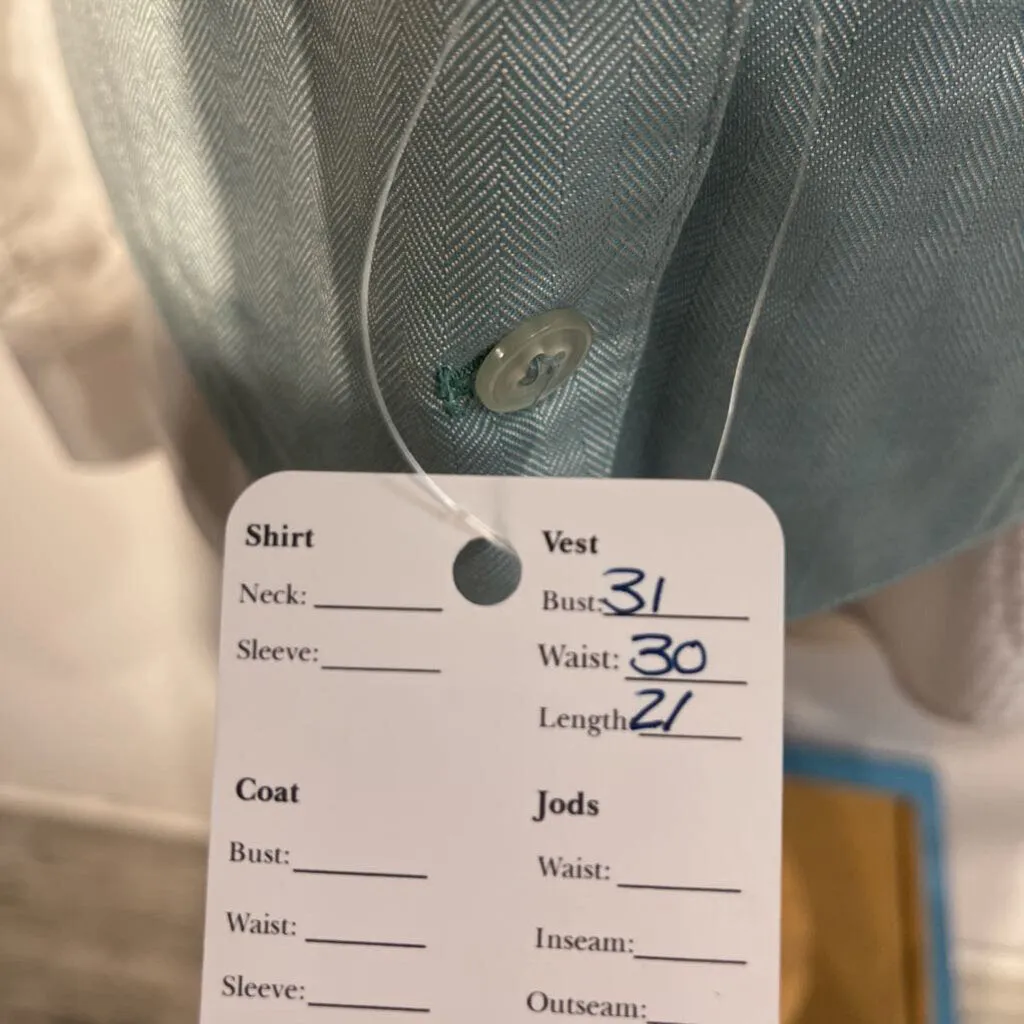 Shirt
Neck:
Sleeve:
Vest
Bust: 31
Waist: 30
Length 21
Coat
Bust:
Waist:
Sleeve:
Jods
Waist:
Inseam:
Outseam: